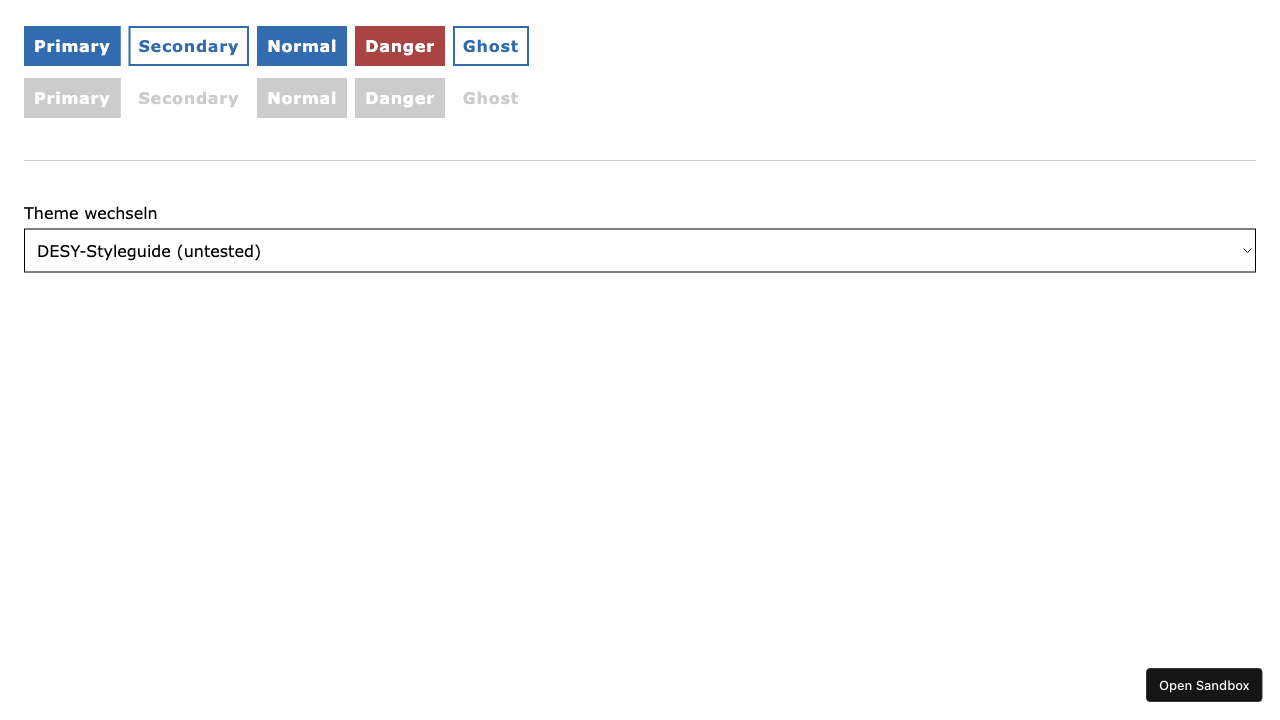 Primary Secondary Normal Danger Ghost
Primary Secondary Normal Danger Ghost
Theme wechseln
DESY-Styleguide (untested)
Open Sandbox